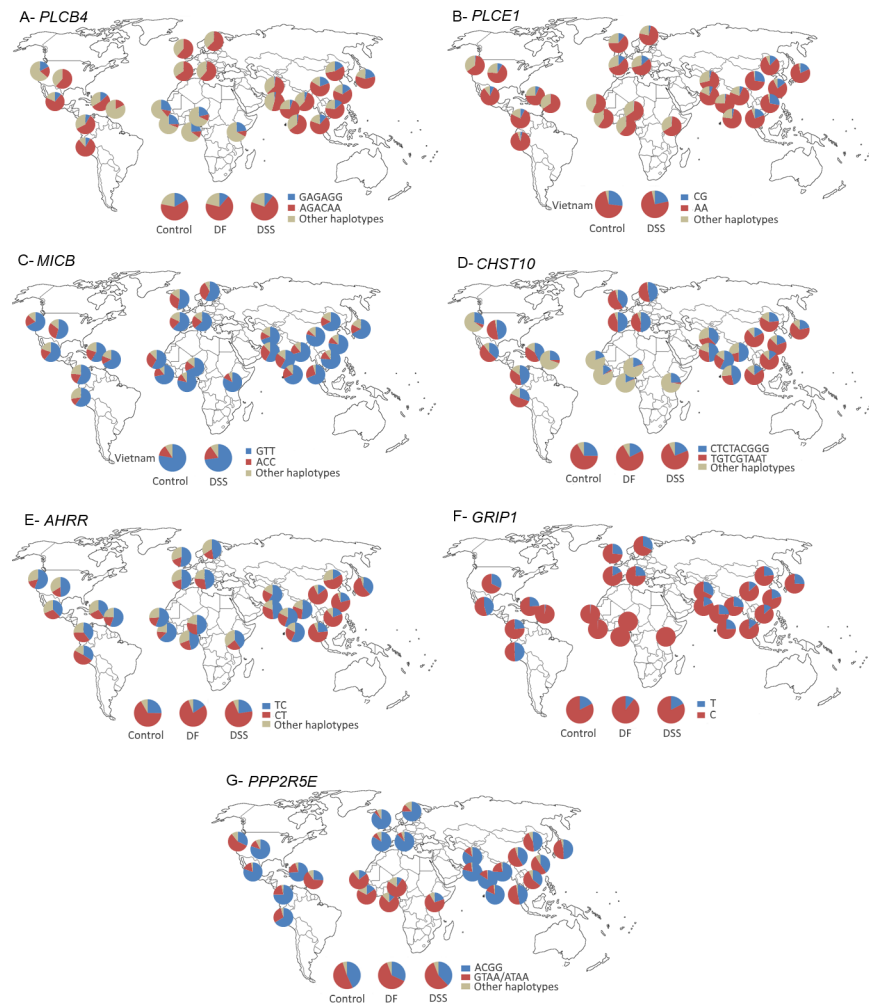 A- PLCB4
GAGAGG
AGACAA
Other haplotypes
Control DF DSS
B- PLCE1
Vietnam
CG
AA
Other haplotypes
Control DSS
C- MICB
Vietnam
GTT
ACC
Other haplotypes
Control DSS
D- CHST10
CTCTACGGG
TGTCGTAAT
Other haplotypes
Control DF DSS
E- AHRR
TC
CT
Other haplotypes
Control DF DSS
F- GRIP1
T
C
Control DF DSS
G- PPP2R5E
ACGG
GTAA/ATAA
Other haplotypes
Control DF DSS